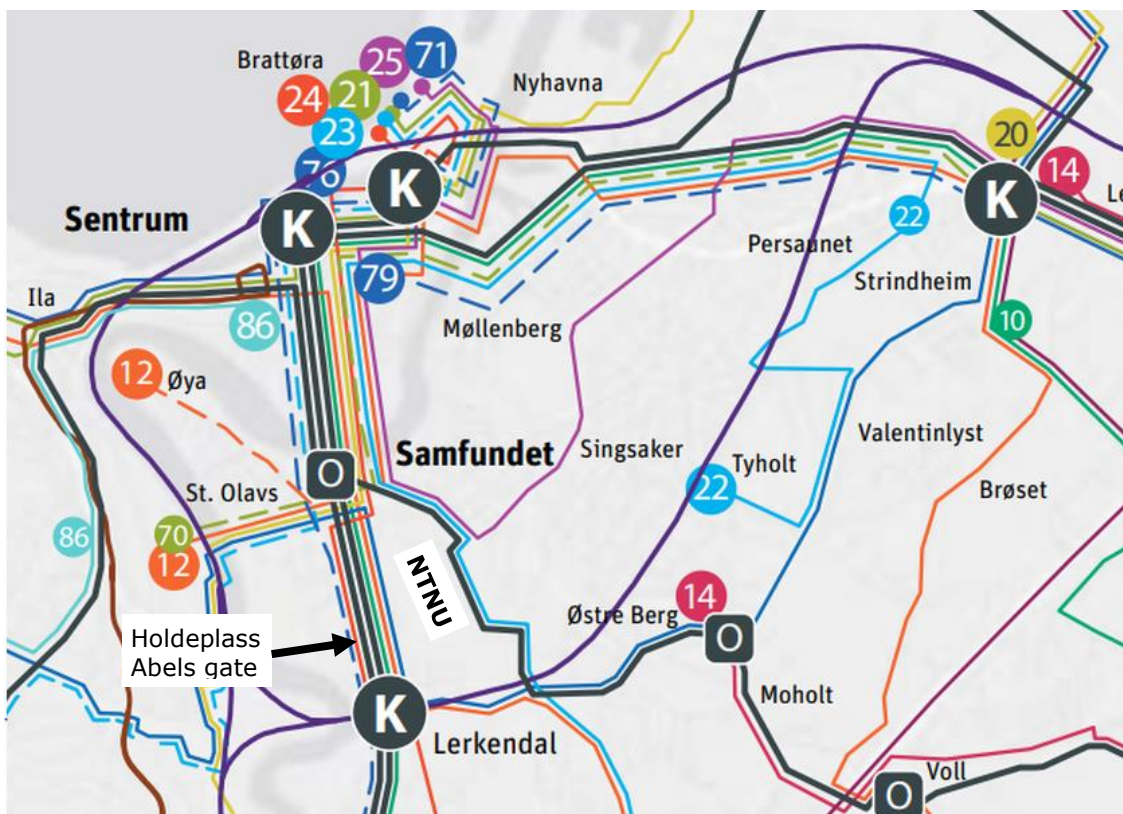 Brattøra
25
71
24
21
23
Nyhavna
76
K
K
Sentrum
20
14
K
Le
22
Persaunet
Strindheim
79
Ila
86
Møllenberg
10
12
Øya
Samfundet
Singsaker
Valentinlyst
O
22
Tyholt
Brøset
St. Olavs
70
12
86
NTNU
Østre Berg
14
O
Holdeplass
Abels gate
K
Moholt
Lerkendal
Voll
O